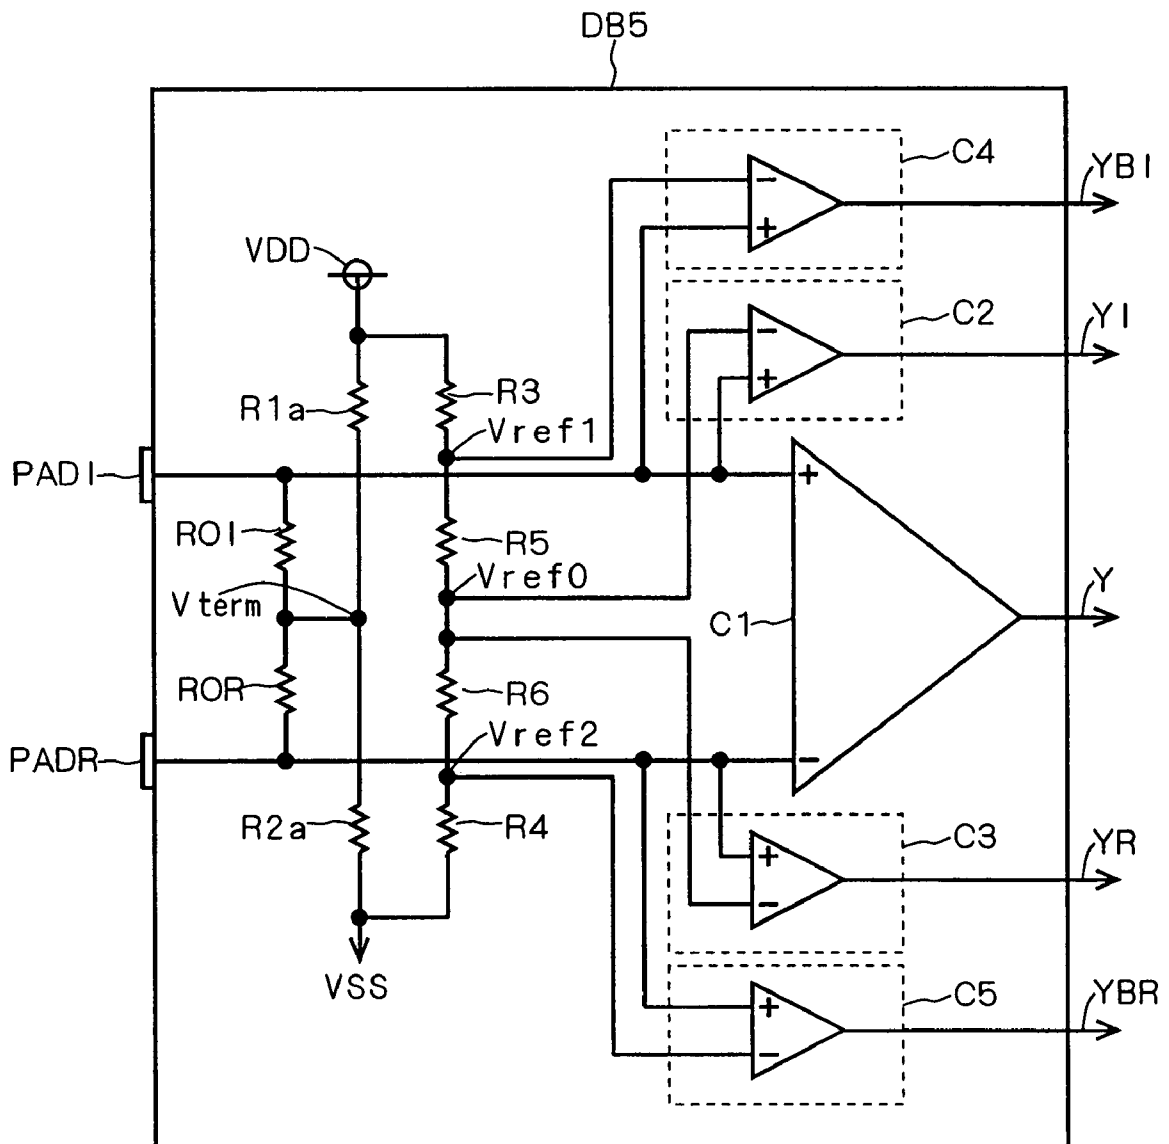 DB5
C4
YBI
VDD
C2
YI
R1a
R3
Vref1
PADI
ROI
R5
Vref0
Vterm
C1
Y
ROR
R6
PADR
Vref2
R2a
R4
C3
YR
VSS
C5
YBR